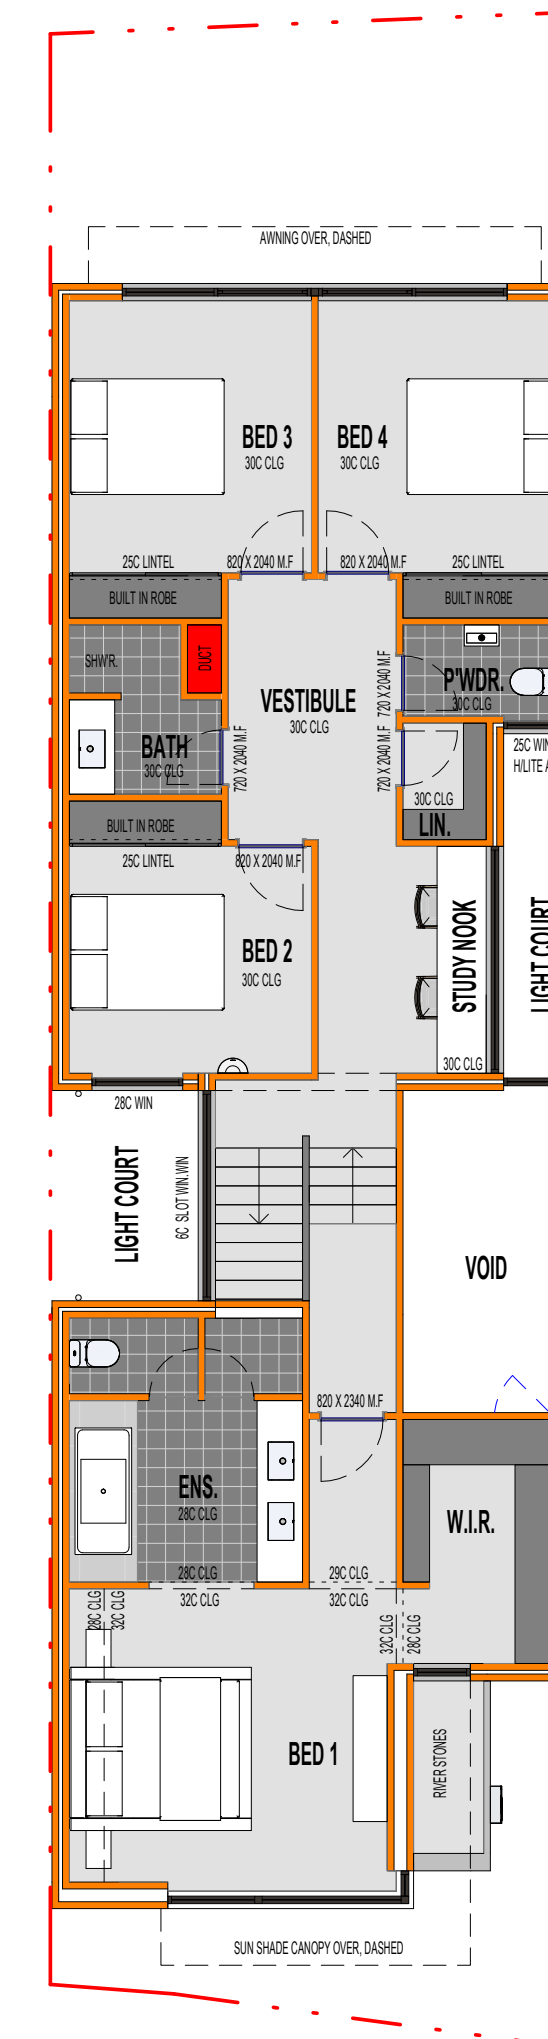 AWNING OVER, DASHED
BED 3
30C CLG
BED 4
30C CLG
25C LINTEL
820 X 2040 M.F
820 X 2040 M.F
25C LINTEL
BUILT IN ROBE
BUILT IN ROBE
SHW'R.
DUCT
VESTIBULE
30C CLG
720 X 2040 M.F
P'WDR.
30C CLG
BATH
30C CLG
720 X 2040 M.F
720 X 2040 M.F
25C WIN
H/LITE A
30C CLG
LIN.
BUILT IN ROBE
25C LINTEL
820 X 2040 M.F
BED 2
30C CLG
STUDY NOOK
30C CLG
LIGHT COURT
28C WIN
LIGHT COURT
6C SLOT WIN.WIN
VOID
820 X 2340 M.F
ENS.
28C CLG
W.I.R.
28C CLG
32C CLG
29C CLG
32C CLG
28C CLG
32C CLG
32C CLG
28C CLG
BED 1
RIVER STONES
SUN SHADE CANOPY OVER, DASHED